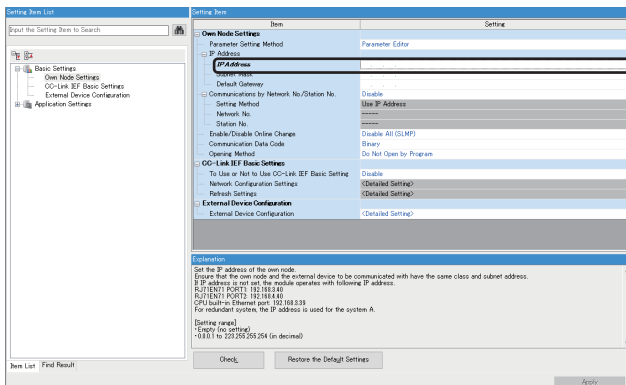 Setting Item List
Input the Setting Item to Search
Basic Settings
Own Node Settings
CC-Link IEF Basic Settings
External Device Configuration
Application Settings
Item List
Find Result
Setting Item
Item
Setting
Own Node Settings
Parameter Setting Method
Parameter Editor
IP Address
IP Address
. . .
Subnet Mask
. . .
Default Gateway
. . .
Communications by Network No./Station No.
Disable
Setting Method
Use IP Address
Network No.
-----
Station No.
-----
Enable/Disable Online Change
Disable All (SLMP)
Communication Data Code
Binary
Opening Method
Do Not Open by Program
CC-Link IEF Basic Settings
To Use or Not to Use CC-Link IEF Basic Setting
Disable
Network Configuration Settings
<Detailed Setting>
Refresh Settings
<Detailed Setting>
External Device Configuration
External Device Configuration
<Detailed Setting>
Explanation
Set the IP address of the own node.
Ensure that the own node and the external device to be communicated with have the same class and subnet address.
If IP address is not set, the module operates with following IP address.
RJ71EN71 PORT1: 192.168.3.40
RJ71EN71 PORT2: 192.168.4.40
CPU built-in Ethernet port: 192.168.3.39
For redundant system, the IP address is used for the system A.
[Setting range]
・Empty (no setting)
・0.0.0.1 to 223.255.255.254 (in decimal)
Check
Restore the Default Settings
Apply